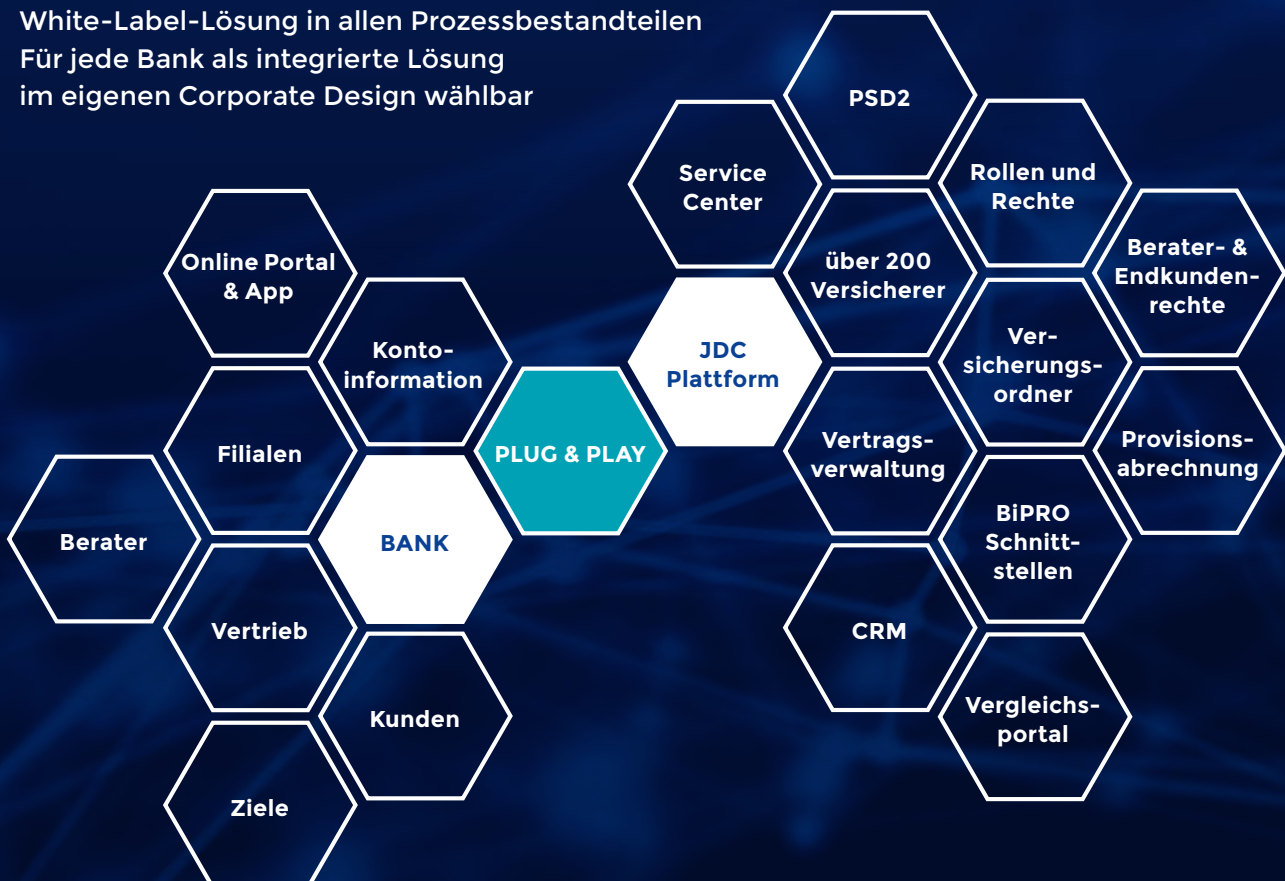 White-Label-Lösung in allen Prozessbestandteilen
Für jede Bank als integrierte Lösung
im eigenen Corporate Design wählbar
Online Portal
& App
Konto-
information
Filialen
Berater
BANK
Vertrieb
Kunden
Ziele
PLUG & PLAY
JDC
Plattform
Service
Center
PSD2
Rollen und
Rechte
über 200
Versicherer
Berater- &
Endkunden-
rechte
Ver-
sicherungs-
ordner
Vertrags-
verwaltung
Provisions-
abrechnung
BiPRO
Schnitt-
stellen
CRM
Vergleichs-
portal